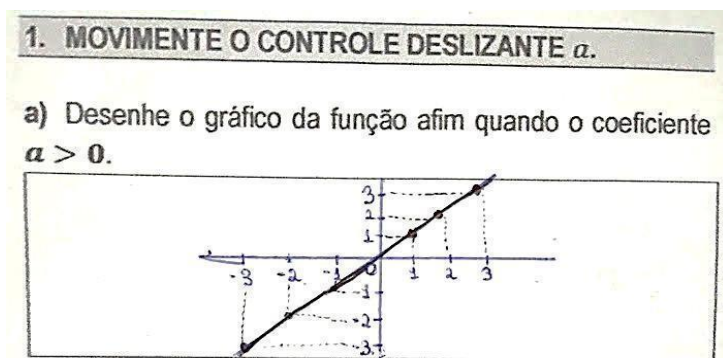 1. MOVIMENTE O CONTROLE DESLIZANTE a.
a) Desenhe o gráfico da função afim quando o coeficiente
a > 0.
3
2
1
-3 -2 -1 0 1 2 3
-1
-2
-3